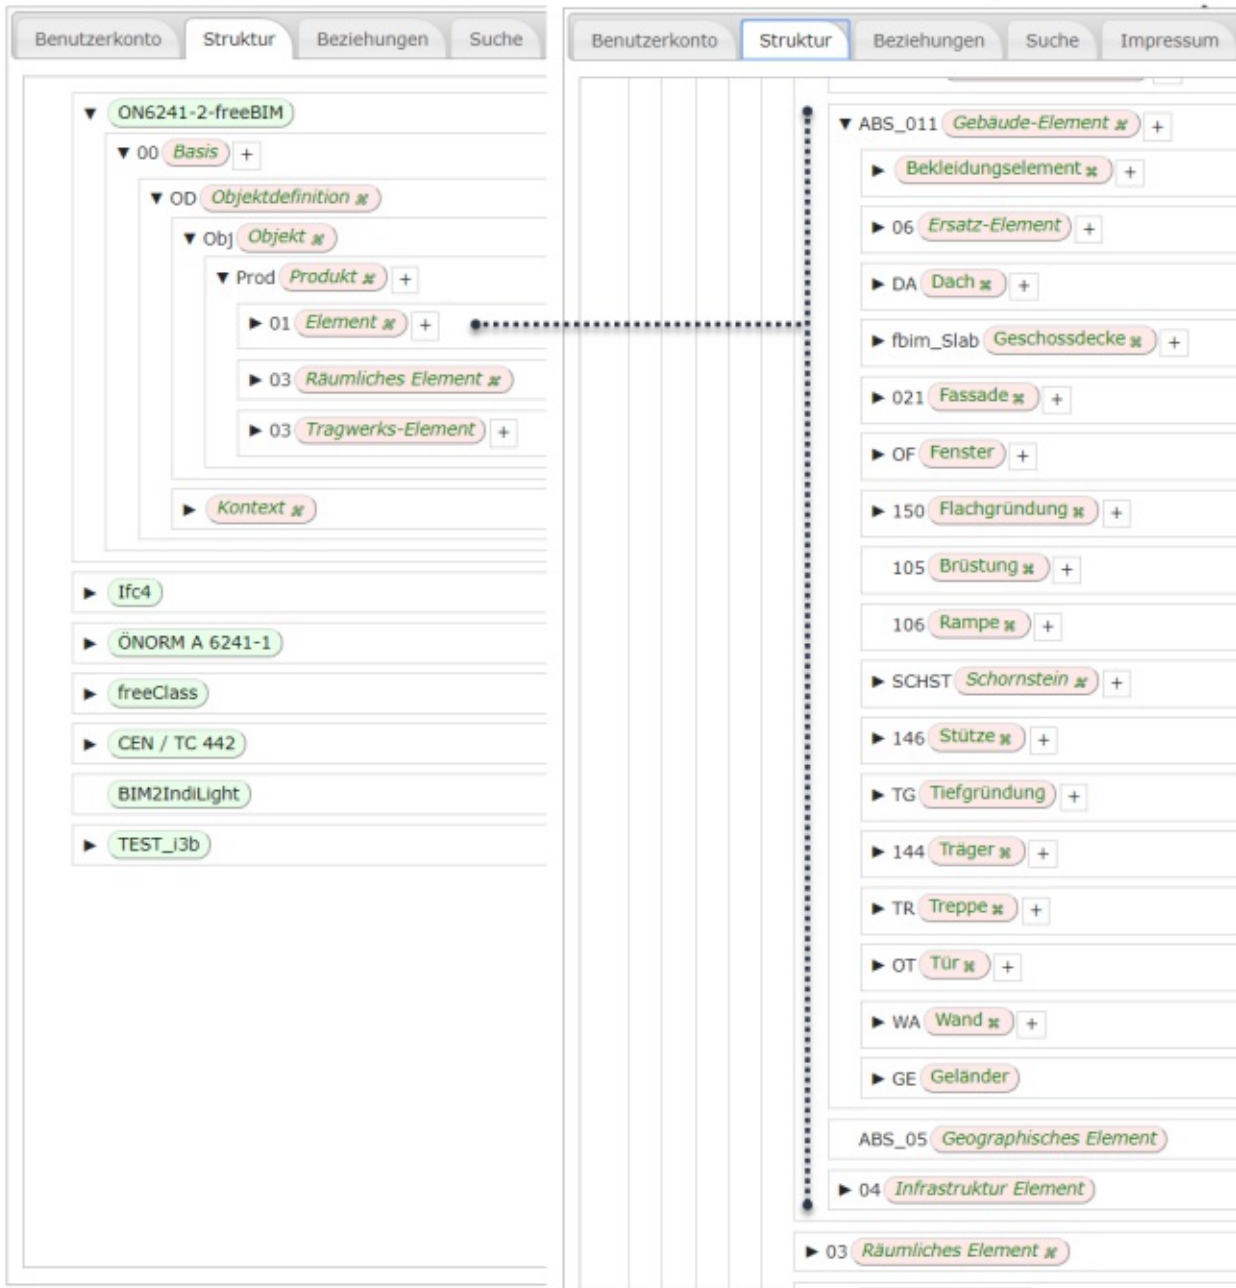 Benutzerkonto Struktur Beziehungen Suche
▼ ON6241-2-freeBIM
▼ 00 Basis +
▼ OD Objektdefinition ⌘
▼ Obj Objekt ⌘
▼ Prod Produkt ⌘ +
► 01 Element ⌘ +
► 03 Räumliches Element ⌘
► 03 Tragwerks-Element +
► Kontext ⌘
► Ifc4
► ÖNORM A 6241-1
► freeClass
► CEN / TC 442
BIM2IndiLight
► TEST_i3b
Benutzerkonto Struktur Beziehungen Suche Impressum
+
▼ ABS_011 Gebäude-Element ⌘ +
► Bekleidungselement ⌘ +
► 06 Ersatz-Element +
► DA Dach ⌘ +
► fbim_Slab Geschossdecke ⌘ +
► 021 Fassade ⌘ +
► OF Fenster +
► 150 Flachgründung ⌘ +
105 Brüstung ⌘ +
106 Rampe ⌘ +
► SCHST Schornstein ⌘ +
► 146 Stütze ⌘ +
► TG Tiefgründung +
► 144 Träger ⌘ +
► TR Treppe ⌘ +
► OT Tür ⌘ +
► WA Wand ⌘ +
► GE Geländer
ABS_05 Geographisches Element
► 04 Infrastruktur Element
► 03 Räumliches Element ⌘